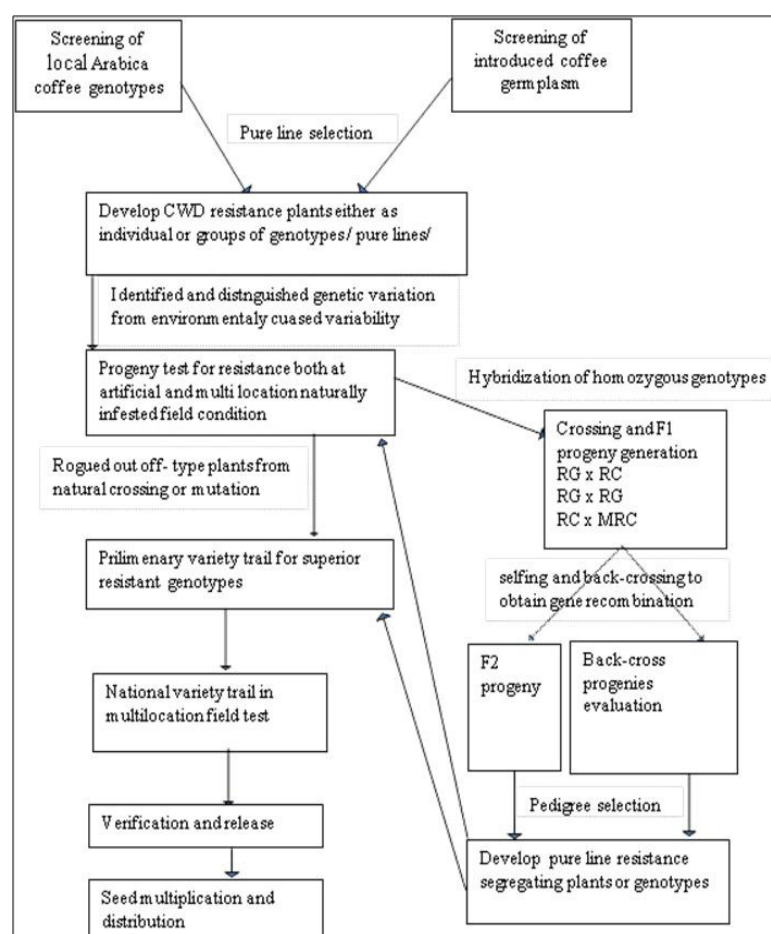 Screening of
local Arabica
coffee genotypes
Screening of
introduced coffee
germplasm
Pure line selection
Develop CWD resistance plants either as
individual or groups of genotypes/ pure lines/
Identified and distnguished genetic variation
from environmentaly cuased variability
Progeny test for resistance both at
artificial and multi location naturally
infested field condition
Hybridization of homozygous genotypes
Crossing and F1
progeny generation
RG x RC
RG x RG
RC x MRC
Rogued out off- type plants from
natural crossing or mutation
Prilimenary variety trail for superior
resistant genotypes
selfing and back-crossing to
obtain gene recombination
F2
progeny
Back-cross
progenies
evaluation
National variety trail in
multilocation field test
Pedigree selection
Verification and release
Develop pure line resistance
segregating plants or genotypes
Seed multiplication and
distribution